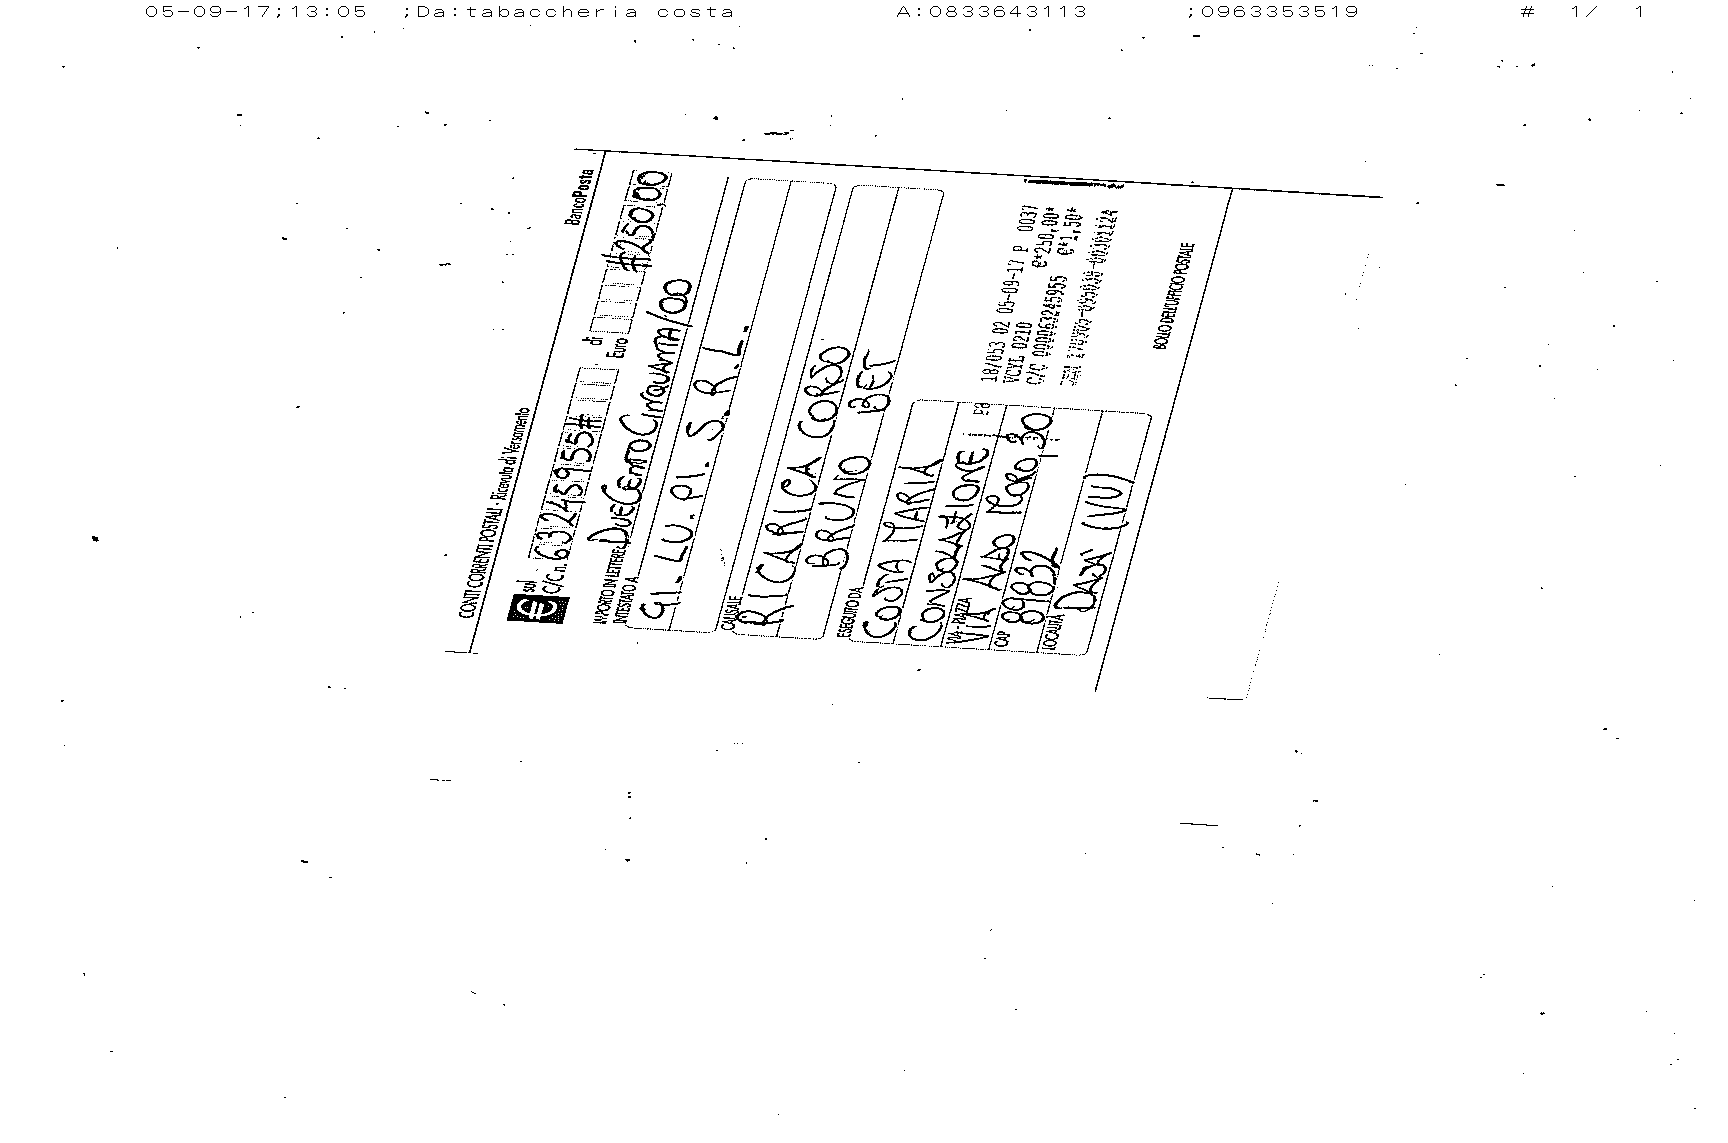 05-09-17;13:05 ;Da:tabaccheria costa A:0833643113 ;0963353519 # 1/ 1
CONTI CORRENTI POSTALI - Ricevuta di Versamento BancoPosta
€ sul C/C n. 63245955# di Euro #250,00
IMPORTO IN LETTERE DUECENTOCINQUANTA/00
INTESTATO A
GI. LU. PI. S.R.L.
CAUSALE
RICARICA CORSO
BRUNO BET
ESEGUITO DA
COSTA MARIA
CONSOLAZIONE
VIA - PIAZZA
VIA ALDO MORO, 30
CAP
89832
LOCALITÀ
DASÀ (VV)
18/053 02 05-09-17 P 0037
VCYL 0210 €*250,00*
C/C 000063245955 €*1,50*
BOLLO DELL'UFFICIO POSTALE